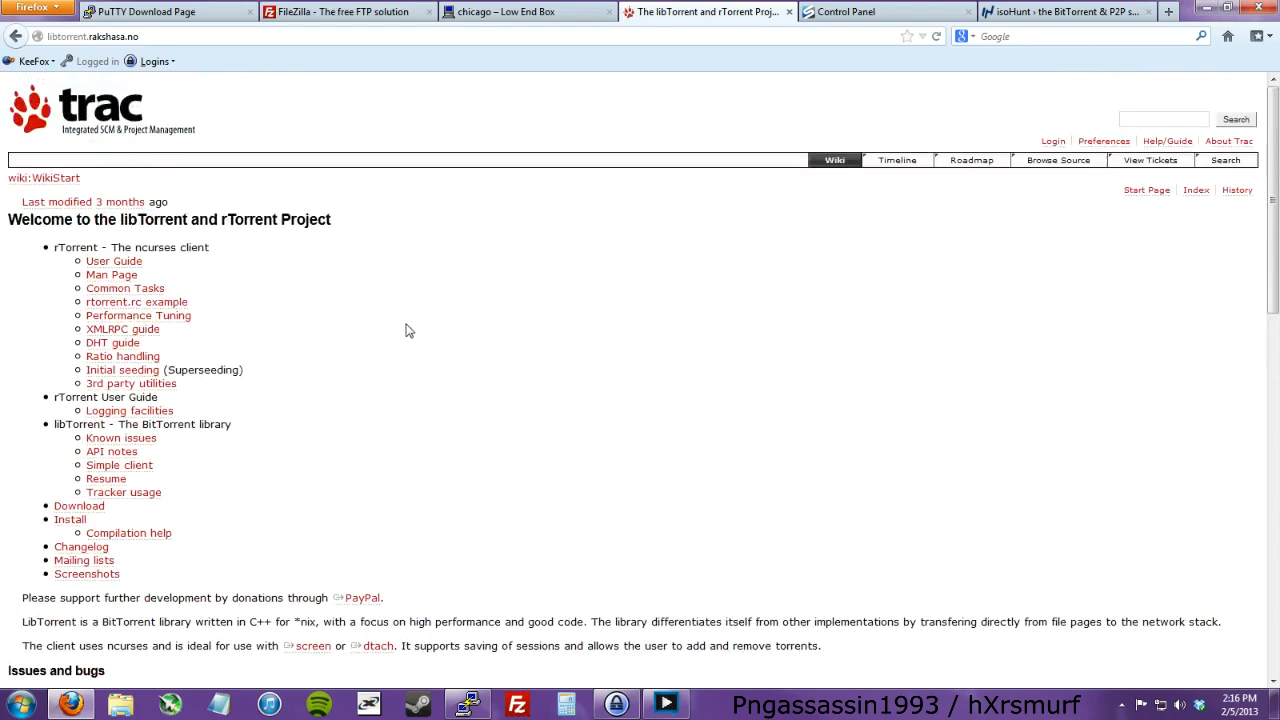 Firefox
PuTTY Download Page
FileZilla - The free FTP solution
chicago – Low End Box
The libTorrent and rTorrent Proj...
Control Panel
isoHunt › the BitTorrent & P2P s...
libtorrent.rakshasa.no
Google
KeeFox
Logged in
Logins
trac
Integrated SCM & Project Management
Search
Login
Preferences
Help/Guide
About Trac
Wiki
Timeline
Roadmap
Browse Source
View Tickets
Search
wiki:WikiStart
Start Page
Index
History
Last modified 3 months ago
Welcome to the libTorrent and rTorrent Project
rTorrent - The ncurses client
User Guide
Man Page
Common Tasks
rtorrent.rc example
Performance Tuning
XMLRPC guide
DHT guide
Ratio handling
Initial seeding (Superseeding)
3rd party utilities
rTorrent User Guide
Logging facilities
libTorrent - The BitTorrent library
Known issues
API notes
Simple client
Resume
Tracker usage
Download
Install
Compilation help
Changelog
Mailing lists
Screenshots
Please support further development by donations through PayPal.
LibTorrent is a BitTorrent library written in C++ for *nix, with a focus on high performance and good code. The library differentiates itself from other implementations by transfering directly from file pages to the network stack.
The client uses ncurses and is ideal for use with screen or dtach. It supports saving of sessions and allows the user to add and remove torrents.
Issues and bugs
Pngassassin1993 / hXrsmurf
2:16 PM
2/5/2013